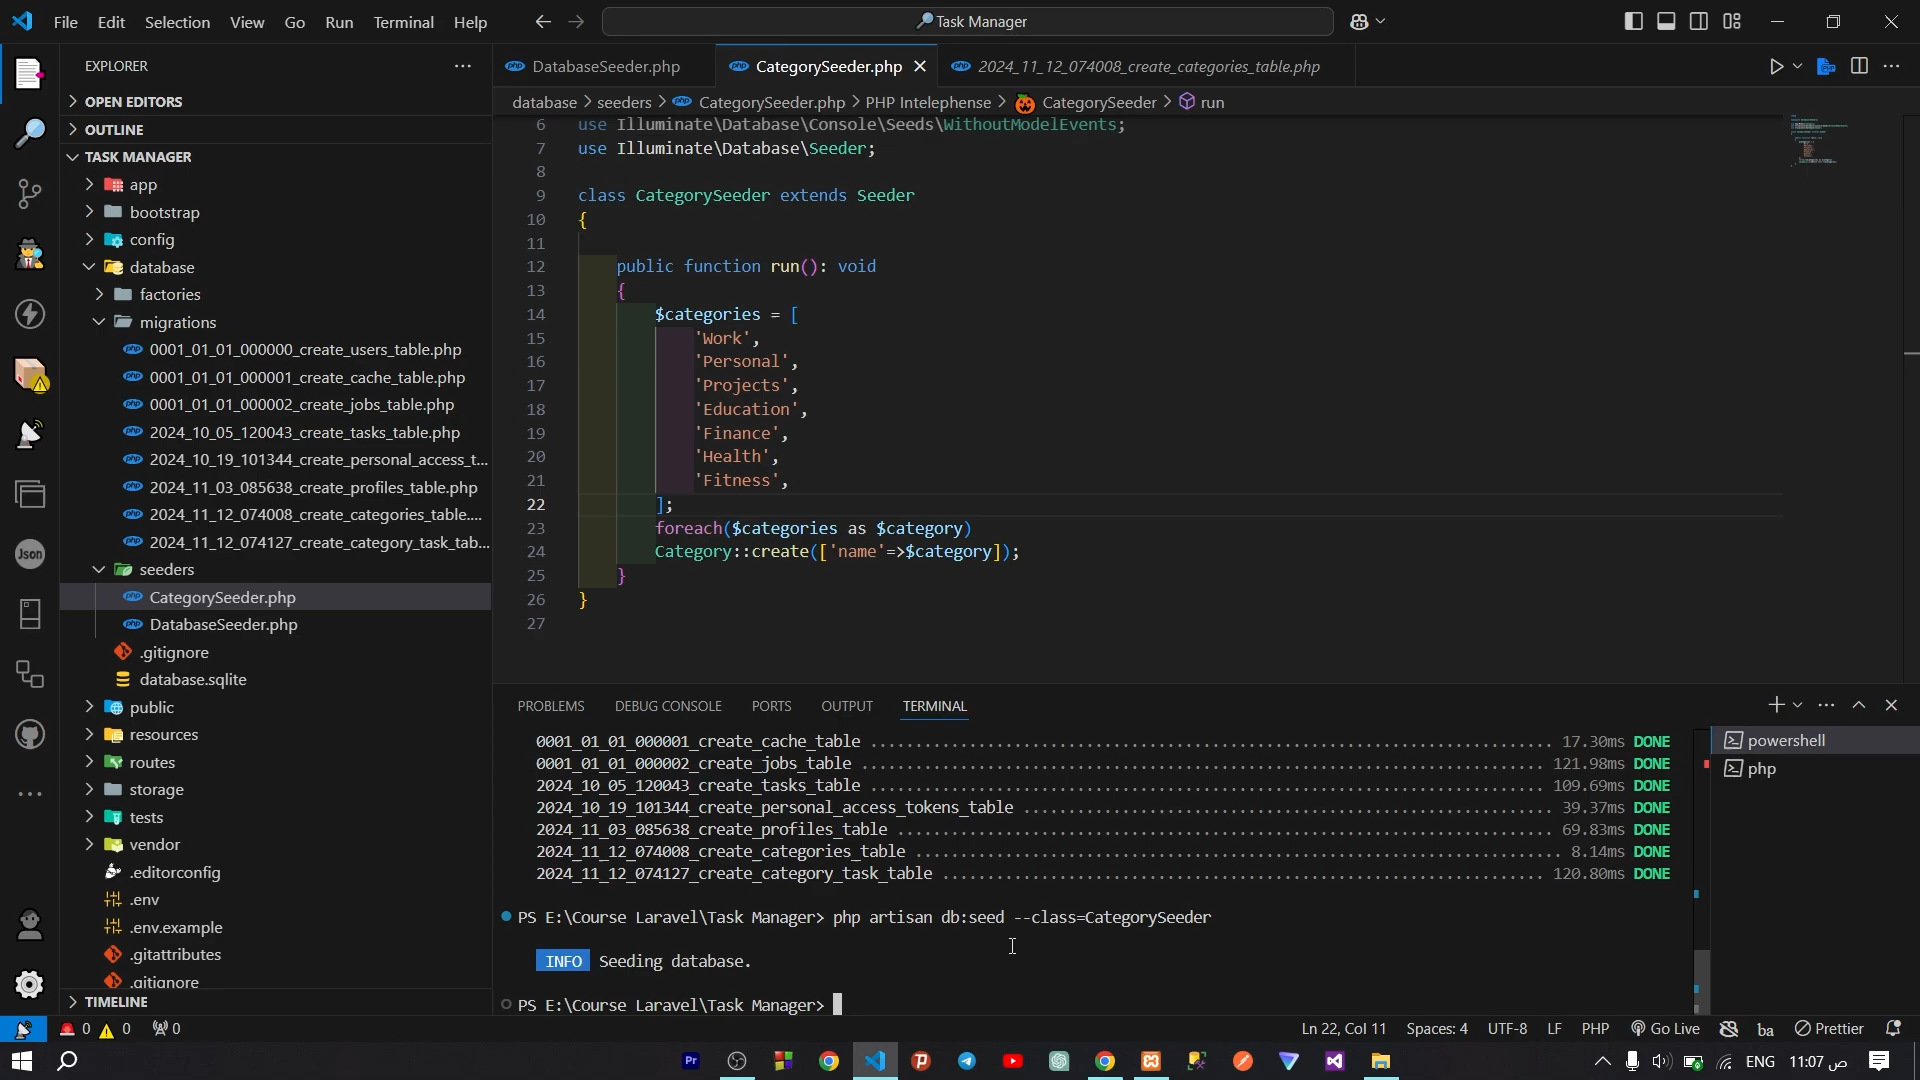 File Edit Selection View Go Run Terminal Help
Task Manager
EXPLORER
OPEN EDITORS
OUTLINE
TASK MANAGER
app
bootstrap
config
database
factories
migrations
0001_01_01_000000_create_users_table.php
0001_01_01_000001_create_cache_table.php
0001_01_01_000002_create_jobs_table.php
2024_10_05_120043_create_tasks_table.php
2024_10_19_101344_create_personal_access_t...
2024_11_03_085638_create_profiles_table.php
2024_11_12_074008_create_categories_table....
2024_11_12_074127_create_category_task_tab...
seeders
CategorySeeder.php
DatabaseSeeder.php
.gitignore
database.sqlite
public
resources
routes
storage
tests
vendor
.editorconfig
.env
.env.example
.gitattributes
.gitignore
TIMELINE
DatabaseSeeder.php CategorySeeder.php 2024_11_12_074008_create_categories_table.php
database > seeders > CategorySeeder.php > PHP Intelephense > CategorySeeder > run
6 use Illuminate\Database\Console\Seeds\WithoutModelEvents;
7 use Illuminate\Database\Seeder;
8
9 class CategorySeeder extends Seeder
10 {
11
12 public function run(): void
13 {
14 $categories = [
15 'Work',
16 'Personal',
17 'Projects',
18 'Education',
19 'Finance',
20 'Health',
21 'Fitness',
22 ];
23 foreach($categories as $category)
24 Category::create(['name'=>$category]);
25 }
26 }
27
PROBLEMS DEBUG CONSOLE PORTS OUTPUT TERMINAL
0001_01_01_000001_create_cache_table ........ 17.30ms DONE
0001_01_01_000002_create_jobs_table ........ 121.98ms DONE
2024_10_05_120043_create_tasks_table ........ 109.69ms DONE
2024_10_19_101344_create_personal_access_tokens_table ........ 39.37ms DONE
2024_11_03_085638_create_profiles_table ........ 69.83ms DONE
2024_11_12_074008_create_categories_table ........ 8.14ms DONE
2024_11_12_074127_create_category_task_table ........ 120.80ms DONE
PS E:\Course Laravel\Task Manager> php artisan db:seed --class=CategorySeeder
INFO Seeding database.
PS E:\Course Laravel\Task Manager>
powershell
php
0 0 0
Ln 22, Col 11 Spaces: 4 UTF-8 LF PHP Go Live ba Prettier
ENG 11:07 ص